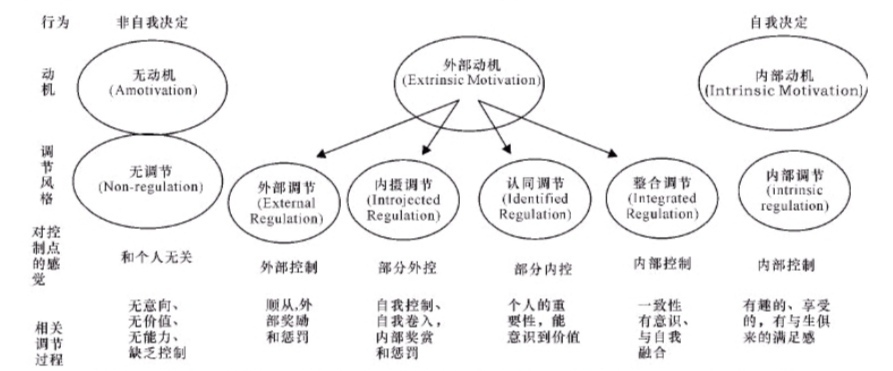 行为 非自我决定 自我决定
动机
无动机
(Amotivation)
外部动机
(Extrinsic Motivation)
内部动机
(Intrinsic Motivation)
调节风格
无调节
(Non-regulation)
外部调节
(External
Regulation)
内摄调节
(Introjected
Regulation)
认同调节
(Identified
Regulation)
整合调节
(Integrated
Regulation)
内部调节
(intrinsic
regulation)
对控
制点
的感
觉
和个人无关
外部控制
部分外控
部分内控
内部控制
内部控制
相关
调节
过程
无意向、
无价值、
无能力、
缺乏控制
顺从,外
部奖励
和惩罚
自我控制、
自我卷入，
内部奖赏
和惩罚
个人的重
要性，能
意识到价值
一致性
有意识、
与自我
融合
有趣的、享受
的，有与生俱
来的满足感